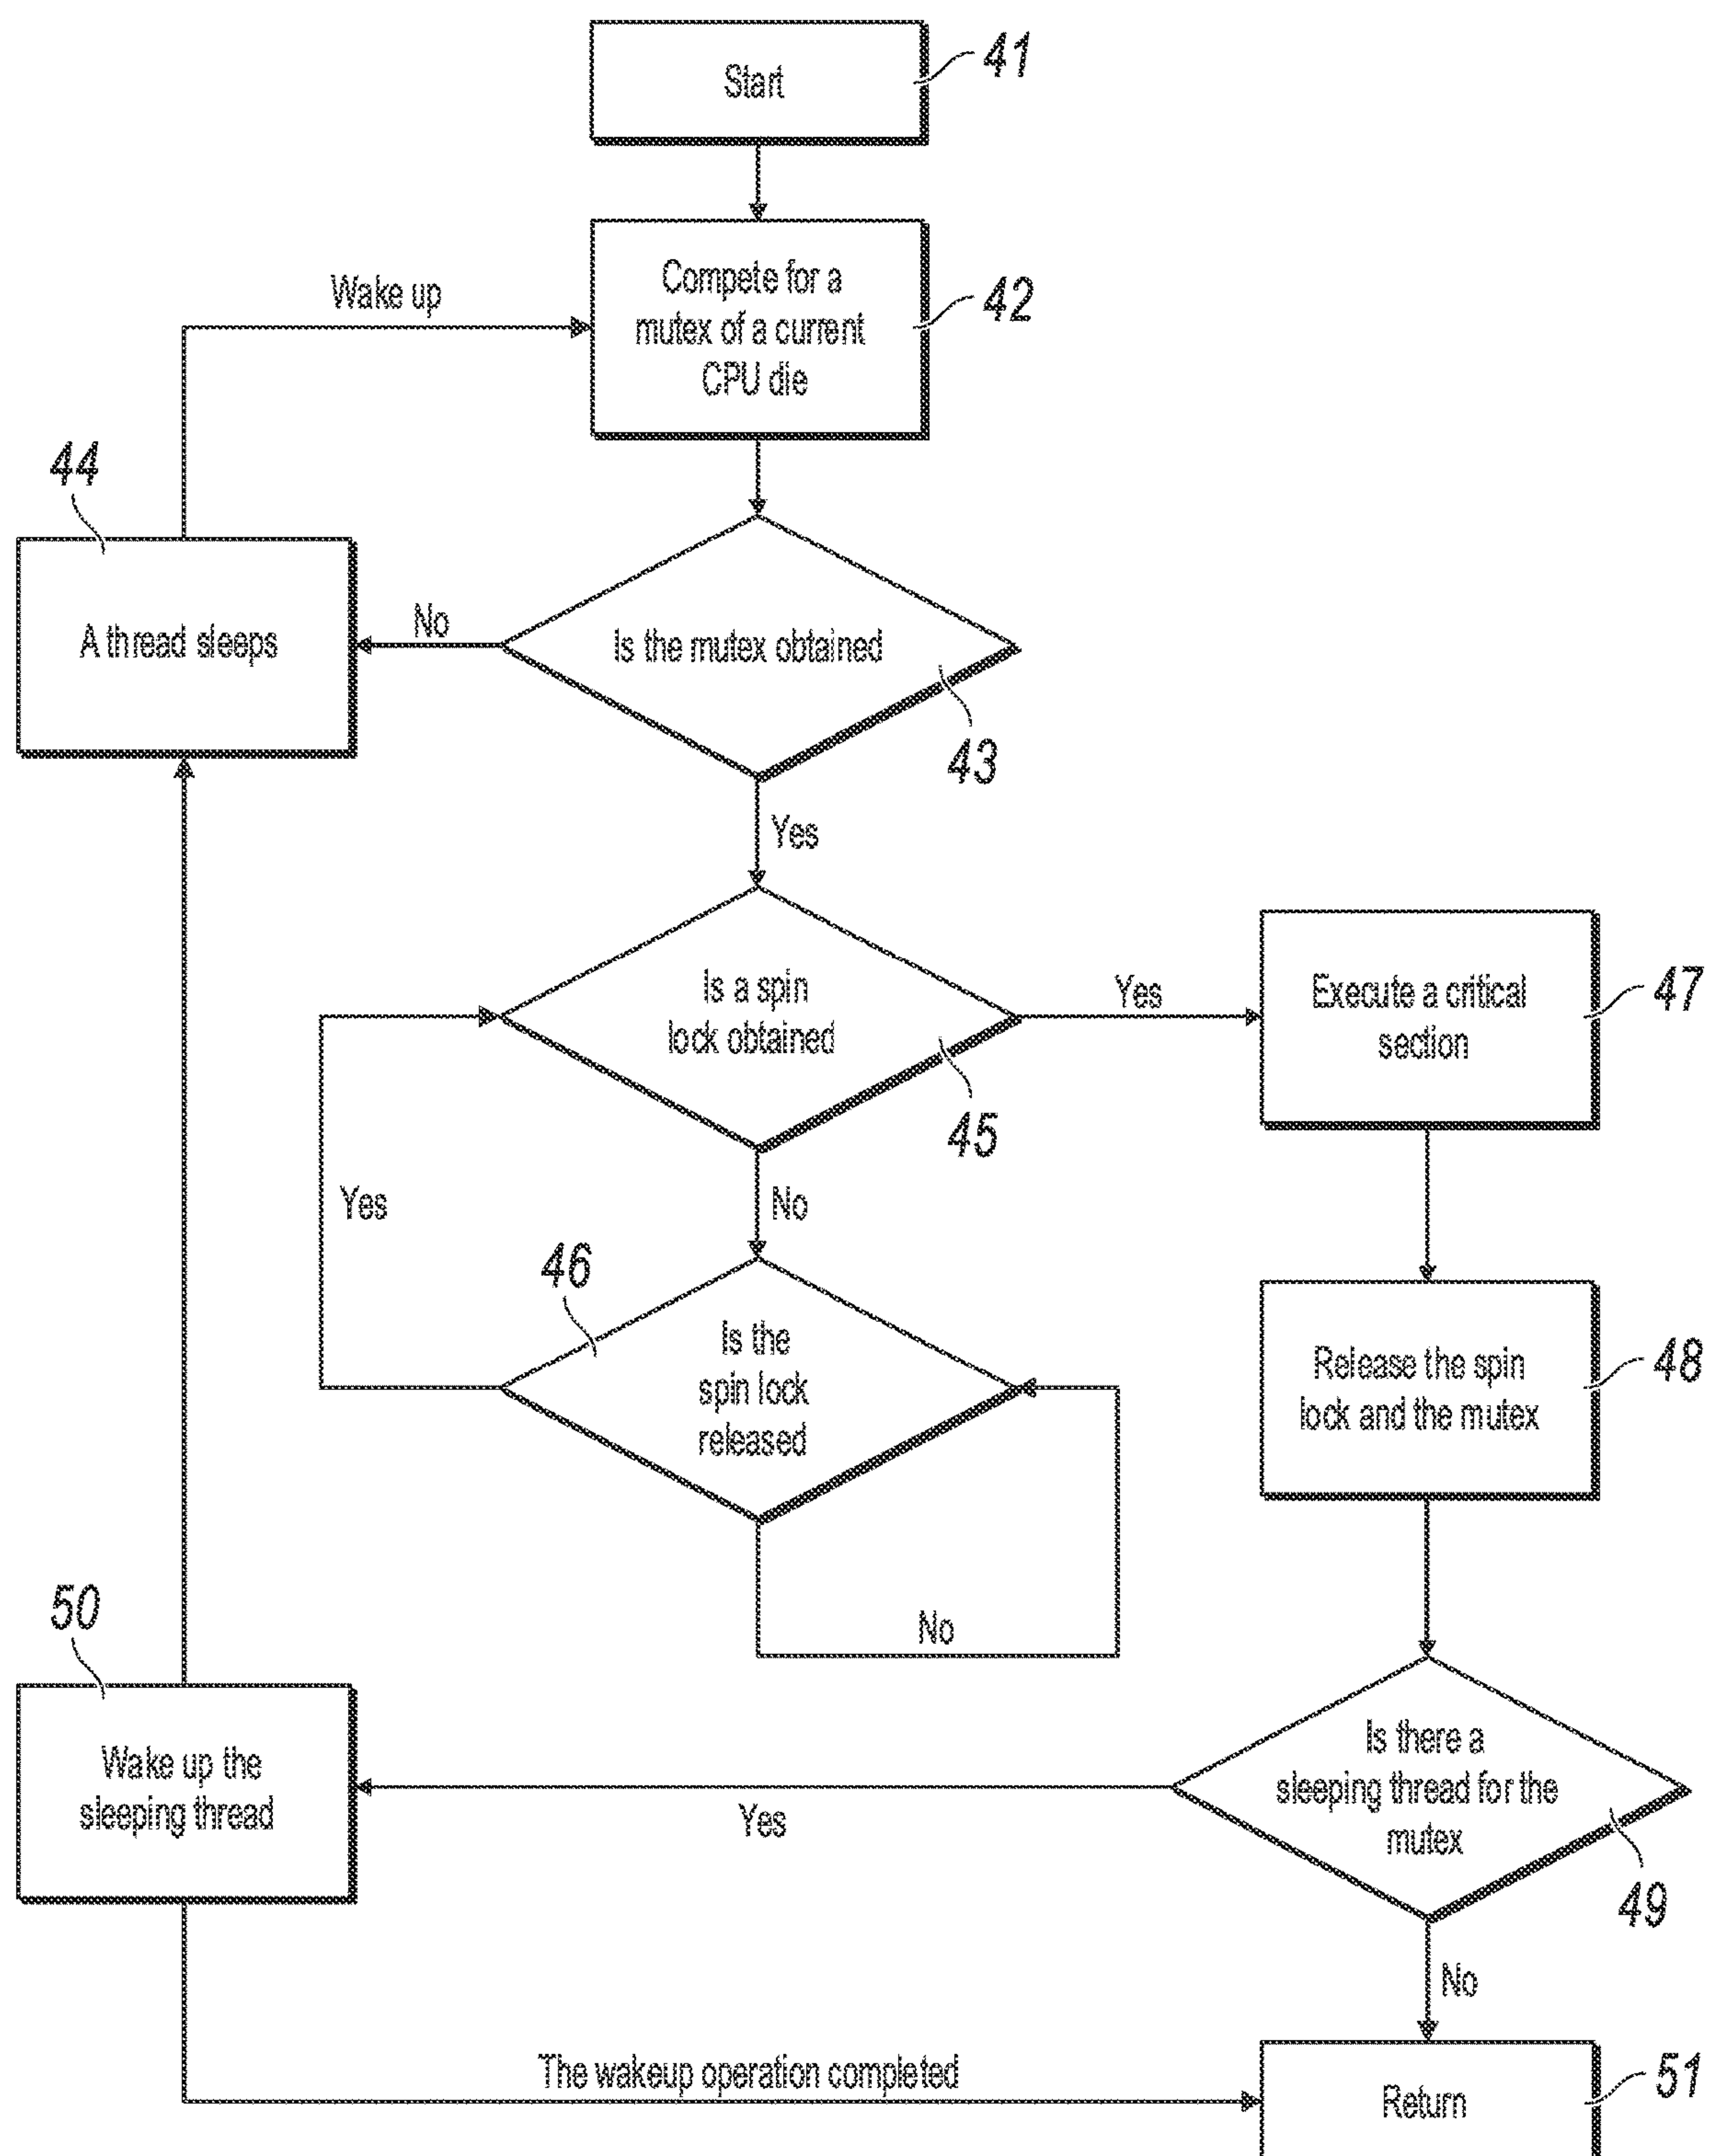 Start
41
Wake up
Compete for a
mutex of a current
CPU die
42
44
A thread sleeps
No
Is the mutex obtained
43
Yes
Is a spin
lock obtained
45
Yes
Execute a critical
section
47
Yes
No
46
Is the
spin lock
released
No
Release the spin
lock and the mutex
48
50
Wake up the
sleeping thread
Yes
Is there a
sleeping thread for the
mutex
49
No
The wakeup operation completed
Return
51